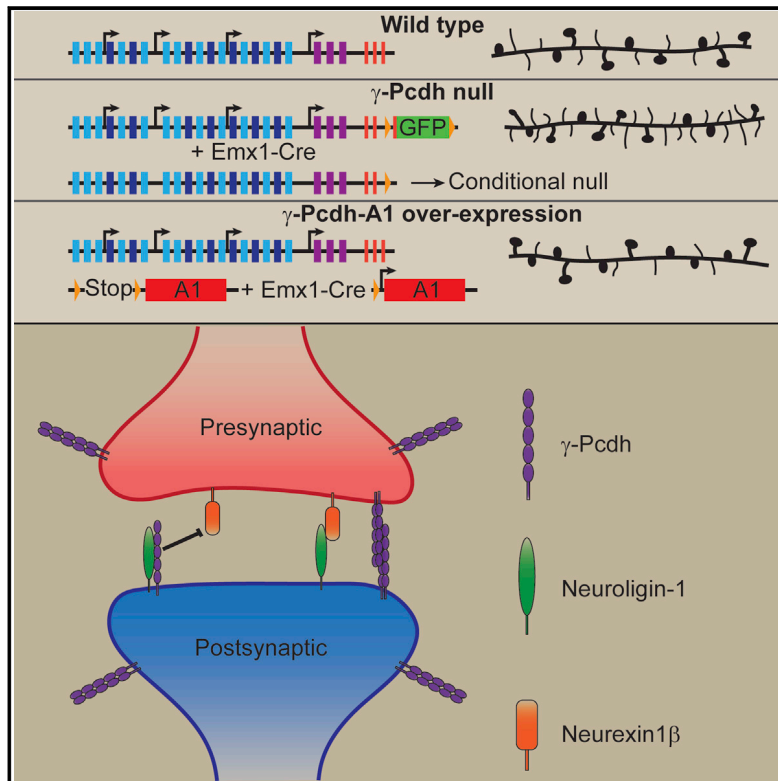 Wild type
γ-Pcdh null
GFP
+ Emx1-Cre
Conditional null
γ-Pcdh-A1 over-expression
Stop A1 + Emx1-Cre A1
Presynaptic
γ-Pcdh
Neuroligin-1
Postsynaptic
Neurexin1β